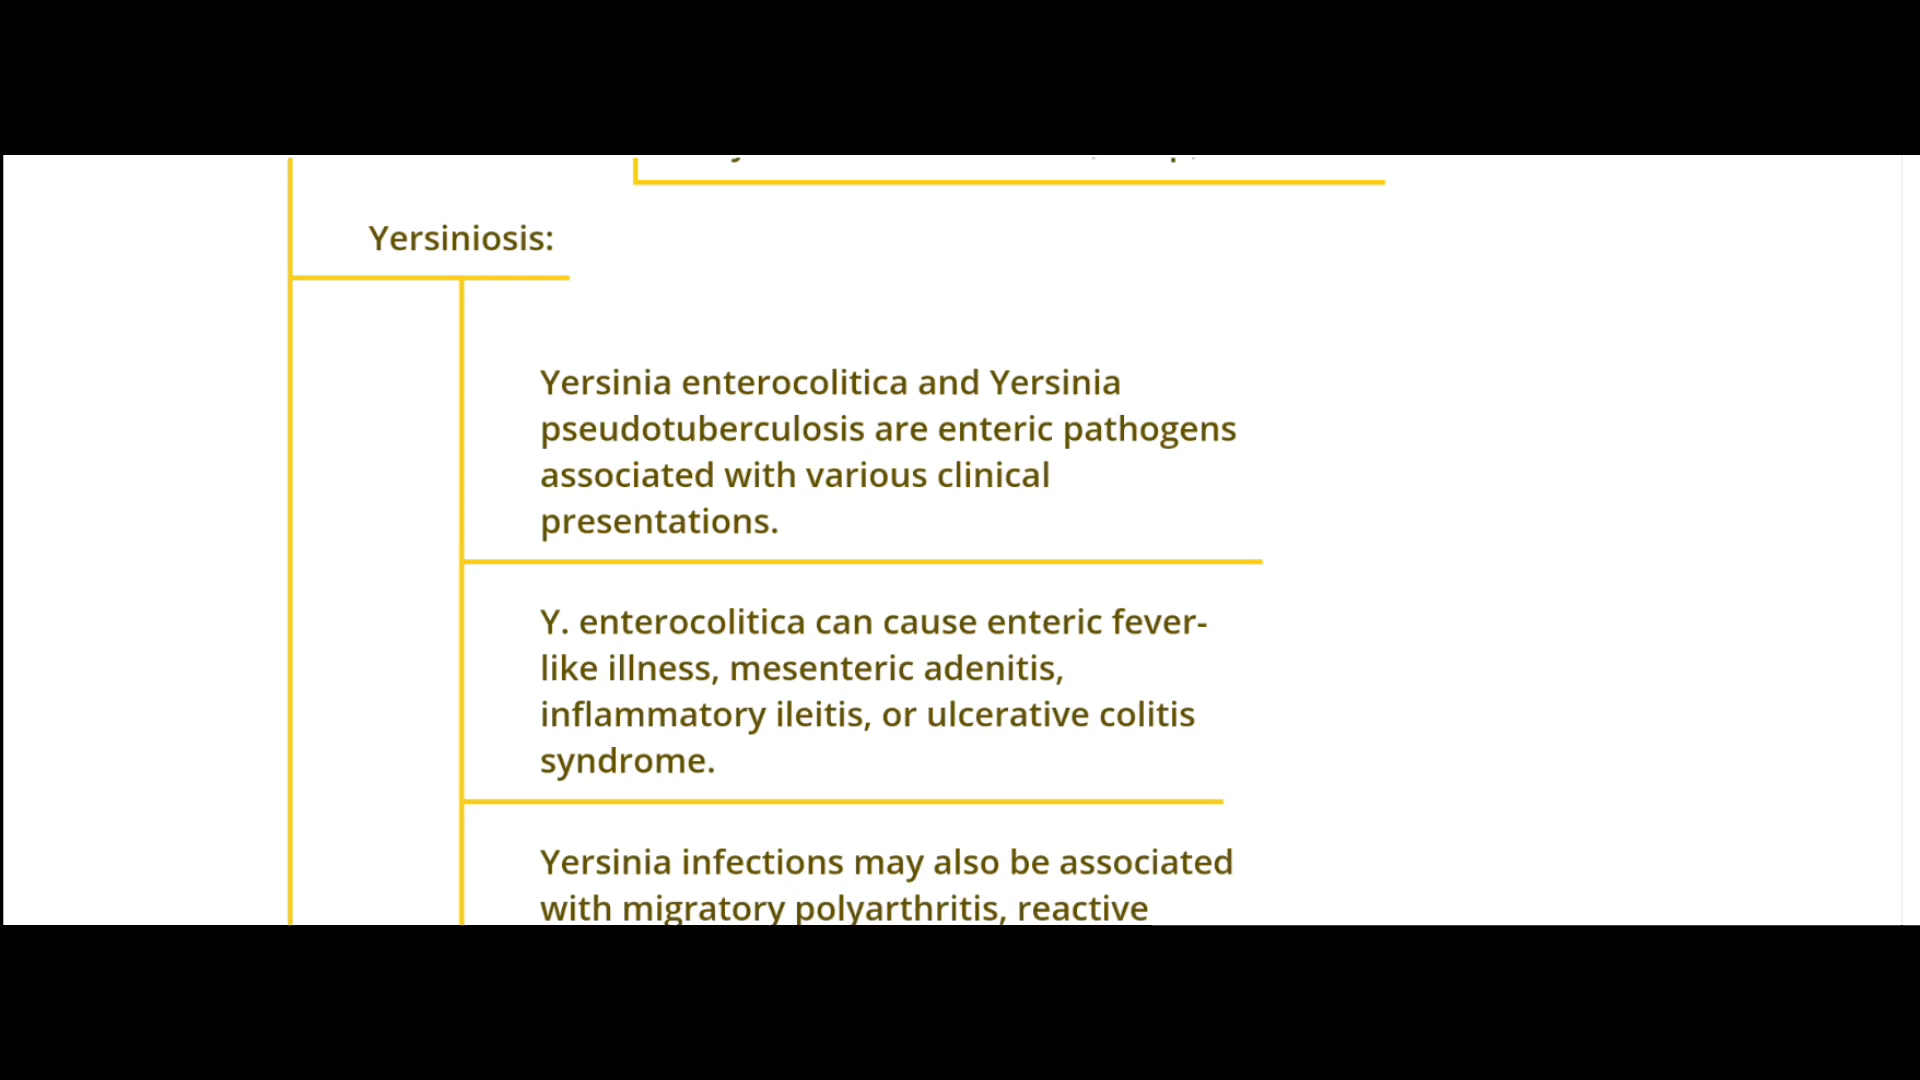 Yersiniosis:
Yersinia enterocolitica and Yersinia
pseudotuberculosis are enteric pathogens
associated with various clinical
presentations.
Y. enterocolitica can cause enteric fever-
like illness, mesenteric adenitis,
inflammatory ileitis, or ulcerative colitis
syndrome.
Yersinia infections may also be associated
with migratory polyarthritis, reactive